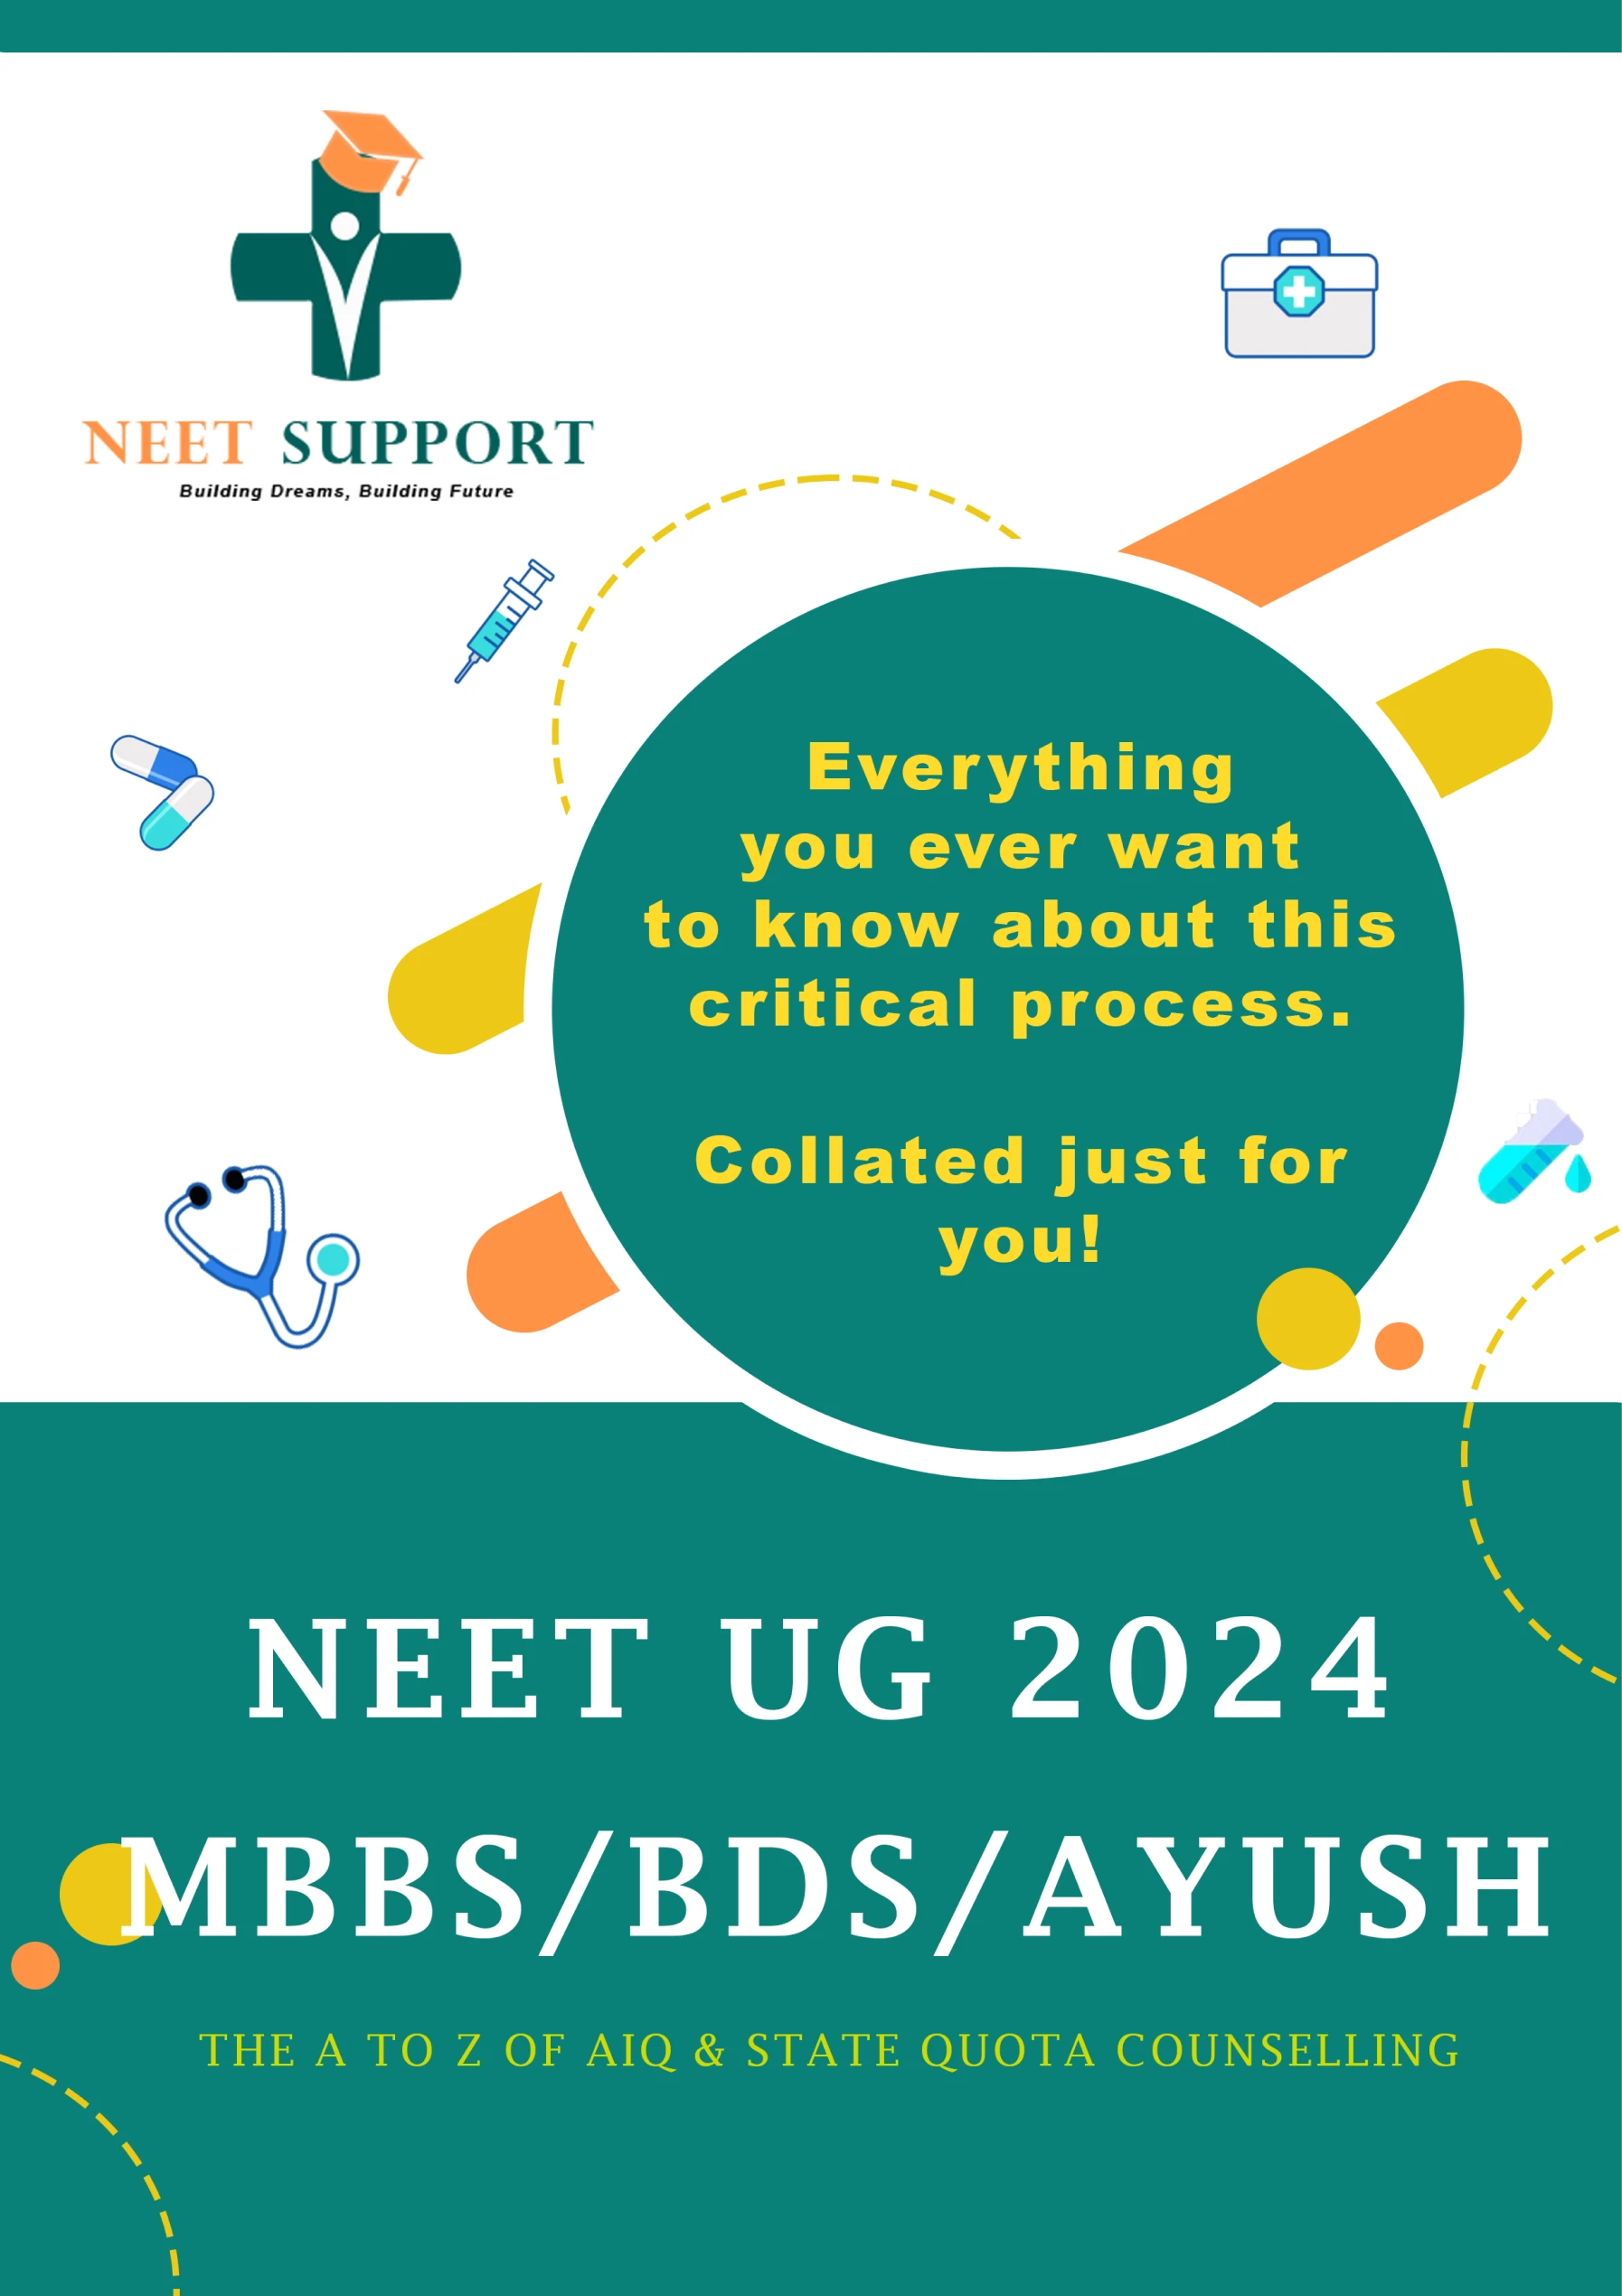 NEET SUPPORT
Building Dreams, Building Future
Everything
you ever want
to know about this
critical process.
Collated just for
you!
NEET UG 2024
MBBS/BDS/AYUSH
THE A TO Z OF AIQ & STATE QUOTA COUNSELLING